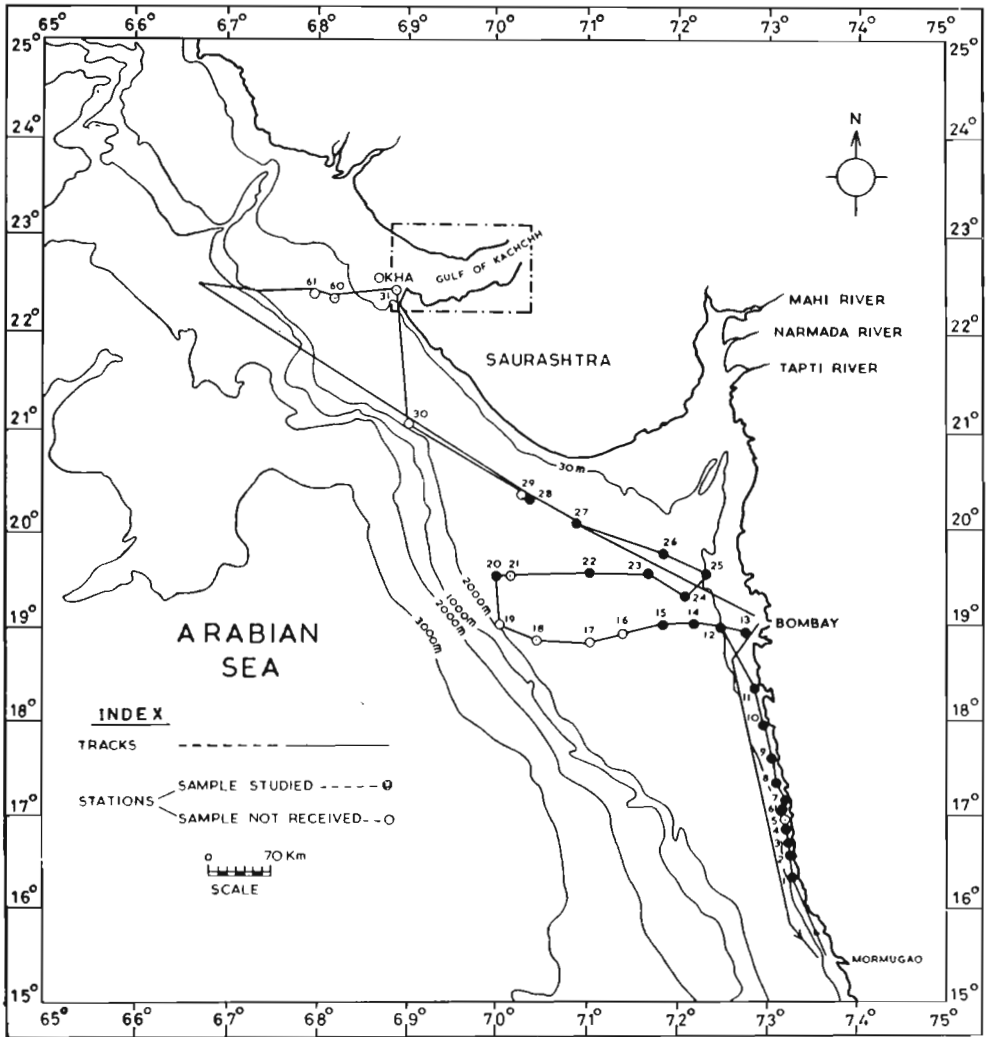 65° 66° 67° 68° 69° 70° 71° 72° 73° 74° 75°
25° 25°
24° 24°
N
23° 23°
GULF OF KACHCHH
OKHA
61 60
31
MAHI RIVER
22° 22°
NARMADA RIVER
SAURASHTRA
TAPTI RIVER
21° 21°
30
30m
29
28
27
20° 20°
26
25
20 21 22 23
24
2000m
1000m
2000m
3000m
19° 19°
19 18 17 16 15 14 12 13
BOMBAY
ARABIAN
SEA
11
INDEX
18° 18°
10
TRACKS
9
8
STATIONS
SAMPLE STUDIED
SAMPLE NOT RECEIVED
7
6
17° 17°
5
4
3
2
1
0 70 Km
SCALE
16° 16°
MORMUGAO
15° 15°
65° 66° 67° 68° 69° 70° 71° 72° 73° 74° 75°